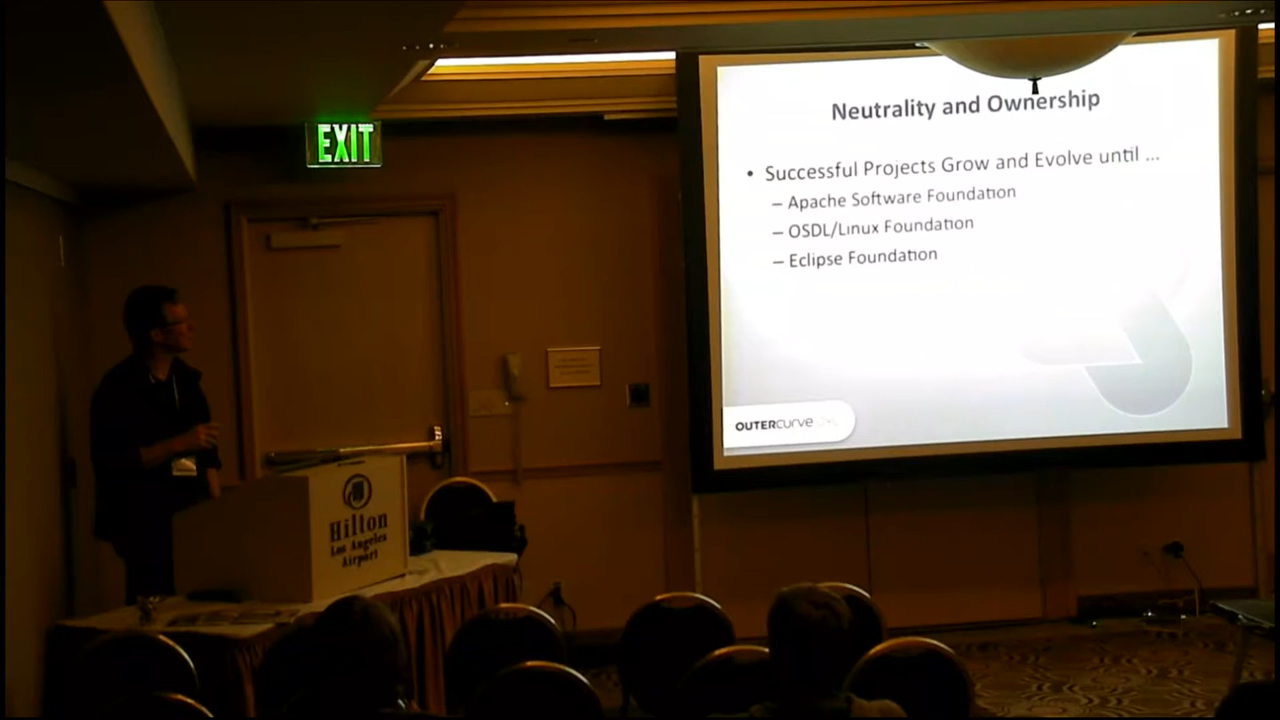 EXIT
Neutrality and Ownership
• Successful Projects Grow and Evolve until ...
– Apache Software Foundation
– OSDL/Linux Foundation
– Eclipse Foundation
OUTERcurve
Hilton
Los Angeles
Airport